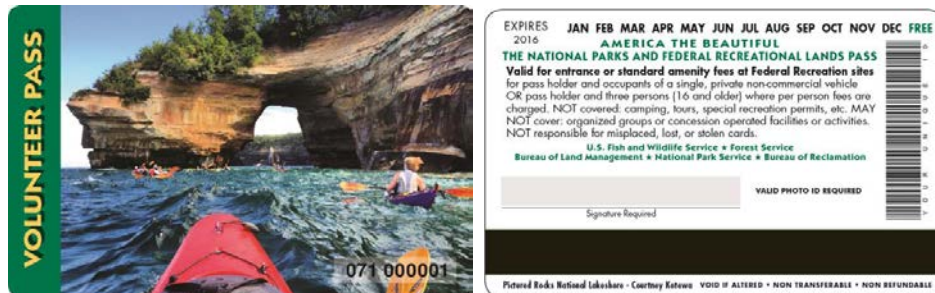 VOLUNTEER PASS
071 000001
EXPIRES 2016
JAN FEB MAR APR MAY JUN JUL AUG SEP OCT NOV DEC FREE
AMERICA THE BEAUTIFUL
THE NATIONAL PARKS AND FEDERAL RECREATIONAL LANDS PASS
Valid for entrance or standard amenity fees at Federal Recreation sites
for pass holder and occupants of a single, private non-commercial vehicle
OR pass holder and three persons (16 and older) where per person fees are
charged. NOT covered: camping, tours, special recreation permits, etc. MAY
NOT cover: organized groups or concession operated facilities or activities.
NOT responsible for misplaced, lost, or stolen cards.
U.S. Fish and Wildlife Service ★ Forest Service
Bureau of Land Management ★ National Park Service ★ Bureau of Reclamation
VALID PHOTO ID REQUIRED
Signature Required
YOUR UNIQUE ID
Pictured Rocks National Lakeshore - Courtney Kotewa VOID IF ALTERED • NON TRANSFERABLE • NON REFUNDABLE